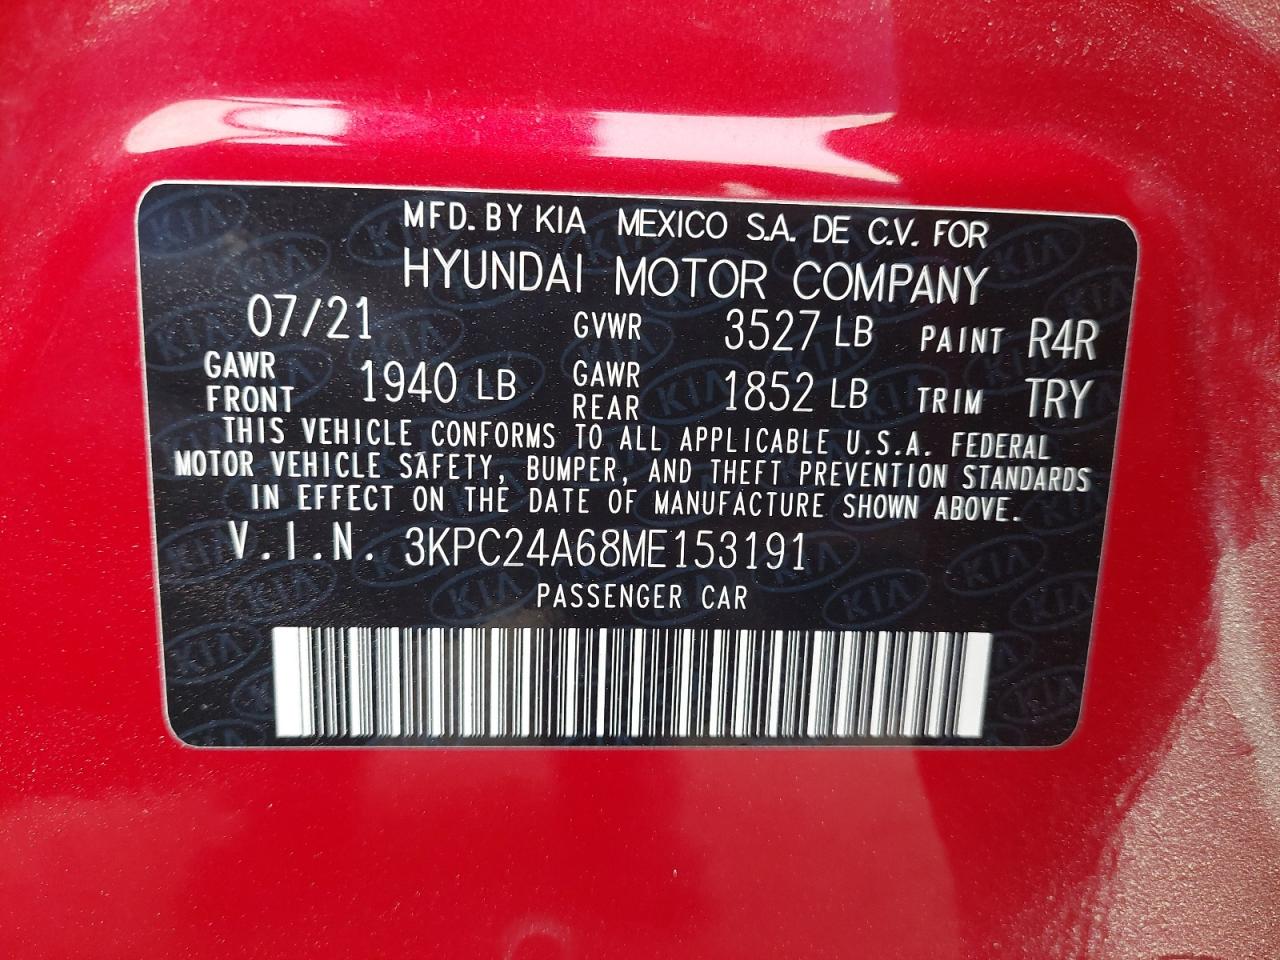 MFD. BY KIA MEXICO S.A. DE C.V. FOR
HYUNDAI MOTOR COMPANY
07/21 GVWR 3527 LB PAINT R4R
GAWR FRONT 1940 LB GAWR REAR 1852 LB TRIM TRY
THIS VEHICLE CONFORMS TO ALL APPLICABLE U.S.A. FEDERAL
MOTOR VEHICLE SAFETY, BUMPER, AND THEFT PREVENTION STANDARDS
IN EFFECT ON THE DATE OF MANUFACTURE SHOWN ABOVE.
V.I.N. 3KPC24A68ME153191
PASSENGER CAR